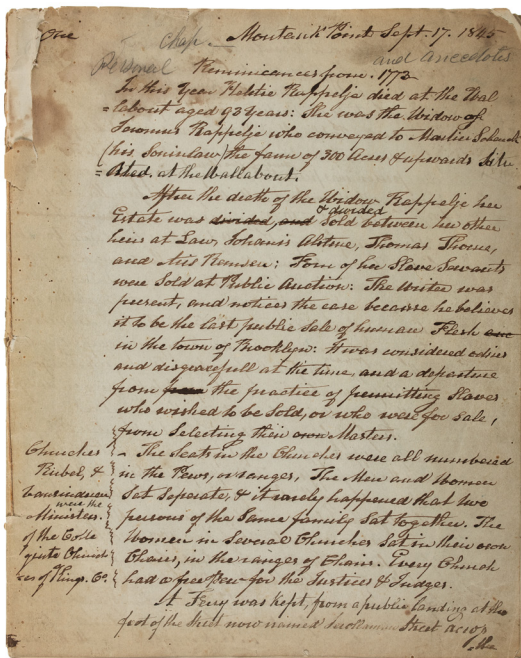 One
Chap. — Montauk Point Sept. 17. 1845
Personal and Anecdotes
Reminicances from 1773
In this Year Rappelje died at the Wal
=labout aged 93 Years: She was the Widow of
Rappelje who conveyed to Martin Schenck
(his Soninlaw) the farm of 300 Acres & upwards Situ
=ated, at the Wallabout.
After the death of the Widow Rappelje her
& divided
Estate was divided, and Sold between her other
heirs at Law, Johanis Alstine, Thomas Thorne,
and Aris Remsen: Four of her Slave Sarvants
were Sold at Public Auction: The Writer was
present, and notices the case because he believes
it to be the last public Sale of human Flesh and
in the town of Brooklyn: It was considered odius
and disgracefull at the time, and a departure
from from the practice of permitting Slaves
who wished to be Sold, or who were for Sale,
from Selecting their own Masters.
— The Seats in the Churches were all numbered
in the Pews, or ranges, The Men and Women
Sat Seperate, & it rarely happened that two
persons of the Same family Sat together. The
Women in Several Churches Sat in their own
Chairs, in the ranges of Chairs. Every Church
had a free Pew for the Justices & Judges.
Churches
Rubel, &
were the
Ministers.
of the Colle
giate Church
=es of Kings. Co.
A Ferry was kept, from a public landing at the
foot of the Street now named Street across
the